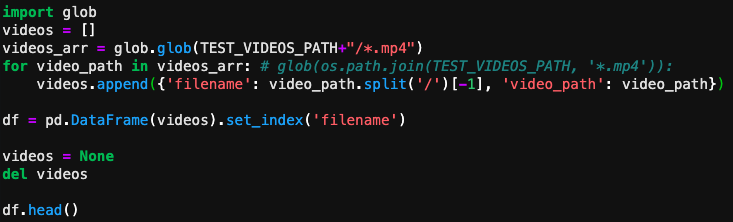 import glob
videos = []
videos_arr = glob.glob(TEST_VIDEOS_PATH+"/*.mp4")
for video_path in videos_arr: # glob(os.path.join(TEST_VIDEOS_PATH, '*.mp4')):
    videos.append({'filename': video_path.split('/')[-1], 'video_path': video_path})

df = pd.DataFrame(videos).set_index('filename')

videos = None
del videos

df.head()